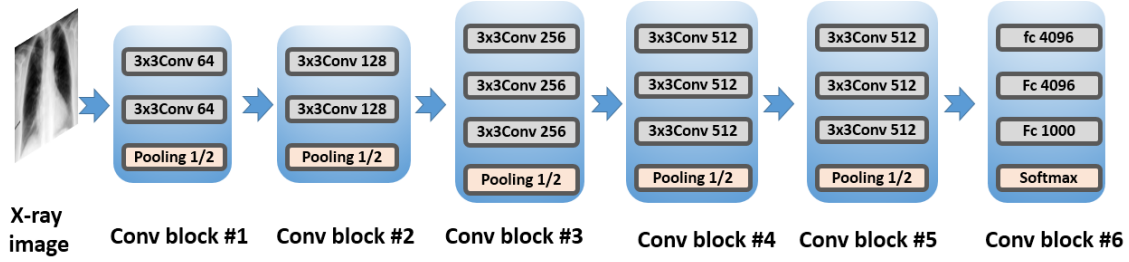 3x3Conv 64
3x3Conv 64
Pooling 1/2
3x3Conv 128
3x3Conv 128
Pooling 1/2
3x3Conv 256
3x3Conv 256
3x3Conv 256
Pooling 1/2
3x3Conv 512
3x3Conv 512
3x3Conv 512
Pooling 1/2
3x3Conv 512
3x3Conv 512
3x3Conv 512
Pooling 1/2
fc 4096
Fc 4096
Fc 1000
Softmax
X-ray
image
Conv block #1
Conv block #2
Conv block #3
Conv block #4
Conv block #5
Conv block #6